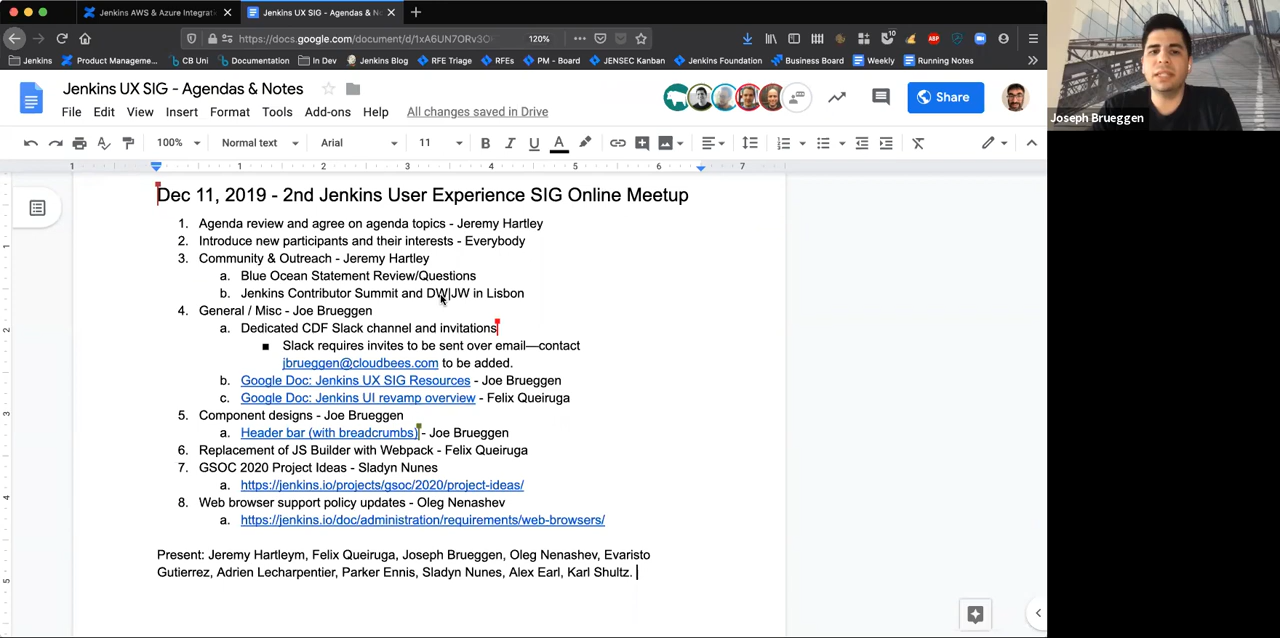 Jenkins AWS & Azure Integrat
Jenkins UX SIG - Agendas & N
https://docs.google.com/document/d/1xA6UN7ORv3OF
120%
Jenkins
Product Manageme...
CB Uni
Documentation
In Dev
Jenkins Blog
RFE Triage
RFEs
PM - Board
JENSEC Kanban
Jenkins Foundation
Business Board
Weekly
Running Notes
Jenkins UX SIG - Agendas & Notes
File Edit View Insert Format Tools Add-ons Help All changes saved in Drive
Share
100% Normal text Arial 11
1 1 2 3 4 5 6 7
Dec 11, 2019 - 2nd Jenkins User Experience SIG Online Meetup
1. Agenda review and agree on agenda topics - Jeremy Hartley
2. Introduce new participants and their interests - Everybody
3. Community & Outreach - Jeremy Hartley
a. Blue Ocean Statement Review/Questions
b. Jenkins Contributor Summit and DW|JW in Lisbon
4. General / Misc - Joe Brueggen
a. Dedicated CDF Slack channel and invitations
■ Slack requires invites to be sent over email—contact
jbrueggen@cloudbees.com to be added.
b. Google Doc: Jenkins UX SIG Resources - Joe Brueggen
c. Google Doc: Jenkins UI revamp overview - Felix Queiruga
5. Component designs - Joe Brueggen
a. Header bar (with breadcrumbs) - Joe Brueggen
6. Replacement of JS Builder with Webpack - Felix Queiruga
7. GSOC 2020 Project Ideas - Sladyn Nunes
a. https://jenkins.io/projects/gsoc/2020/project-ideas/
8. Web browser support policy updates - Oleg Nenashev
a. https://jenkins.io/doc/administration/requirements/web-browsers/
Present: Jeremy Hartleym, Felix Queiruga, Joseph Brueggen, Oleg Nenashev, Evaristo
Gutierrez, Adrien Lecharpentier, Parker Ennis, Sladyn Nunes, Alex Earl, Karl Shultz.
Joseph Brueggen